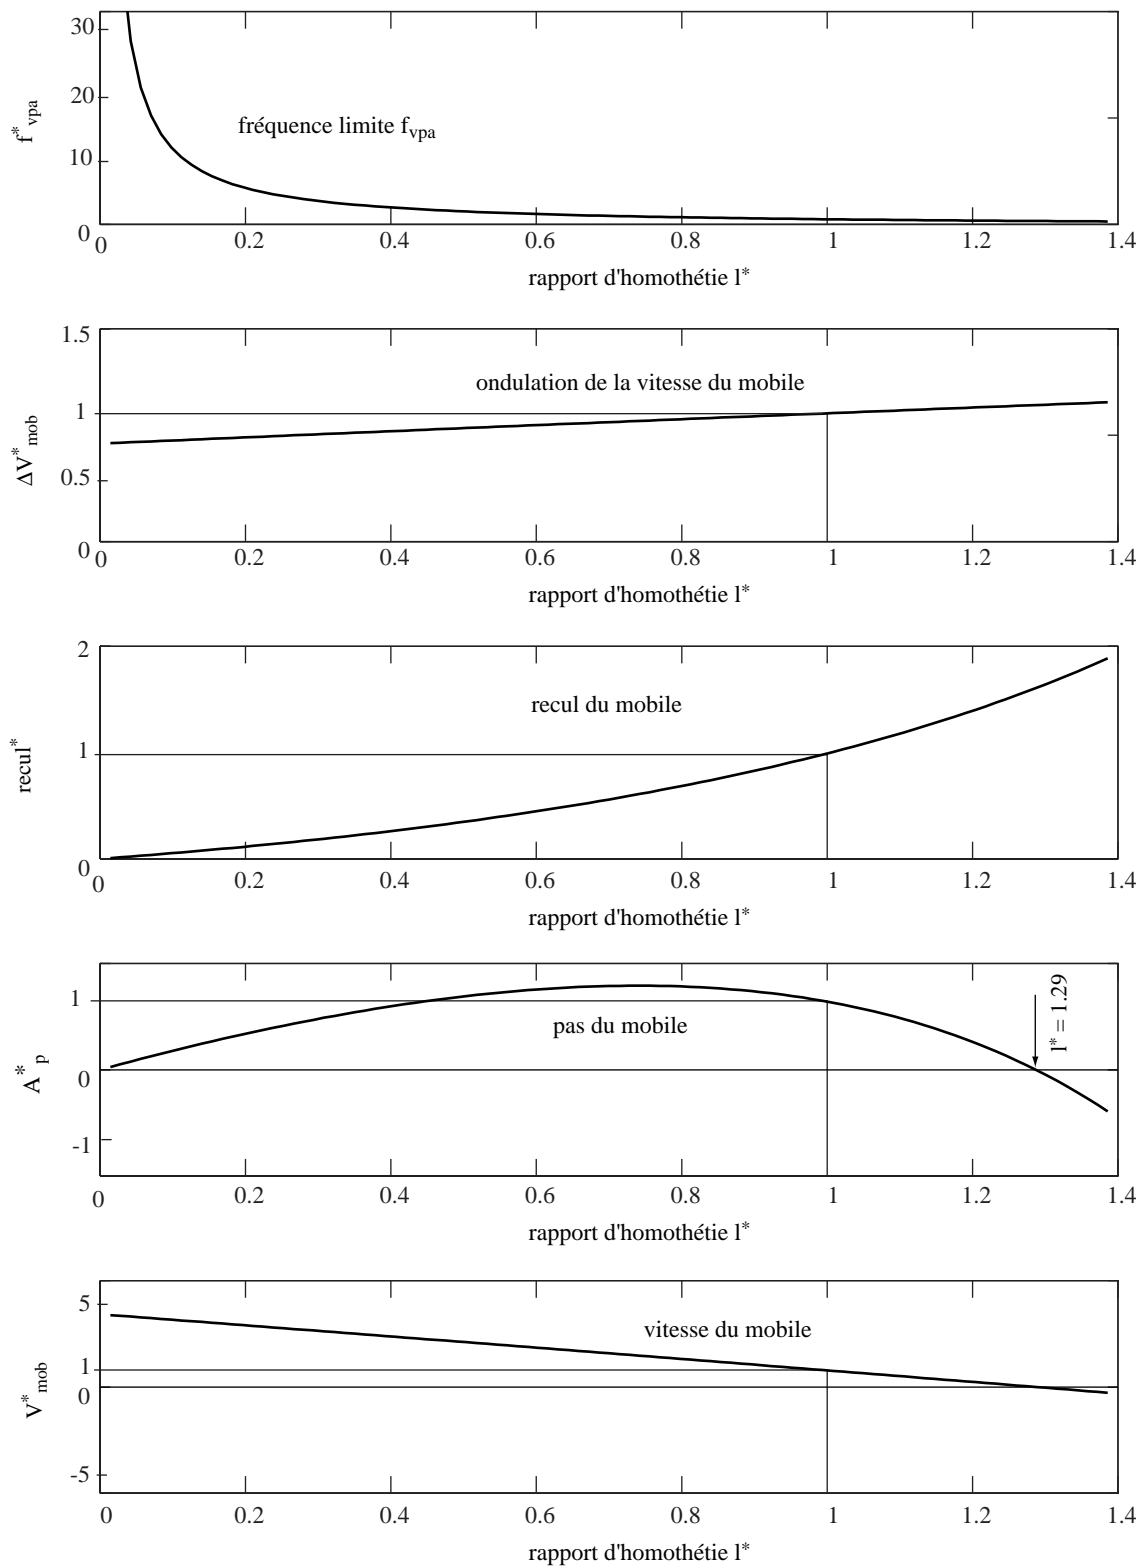 30
20
10
0
f*vpa
fréquence limite fvpa
0 0.2 0.4 0.6 0.8 1 1.2 1.4
rapport d'homothétie l*
1.5
1
0.5
0
ΔV*mob
ondulation de la vitesse du mobile
0 0.2 0.4 0.6 0.8 1 1.2 1.4
rapport d'homothétie l*
2
1
0
recul*
recul du mobile
0 0.2 0.4 0.6 0.8 1 1.2 1.4
rapport d'homothétie l*
1
0
-1
A*p
pas du mobile
l* = 1.29
0 0.2 0.4 0.6 0.8 1 1.2 1.4
rapport d'homothétie l*
5
1
0
-5
V*mob
vitesse du mobile
0 0.2 0.4 0.6 0.8 1 1.2 1.4
rapport d'homothétie l*